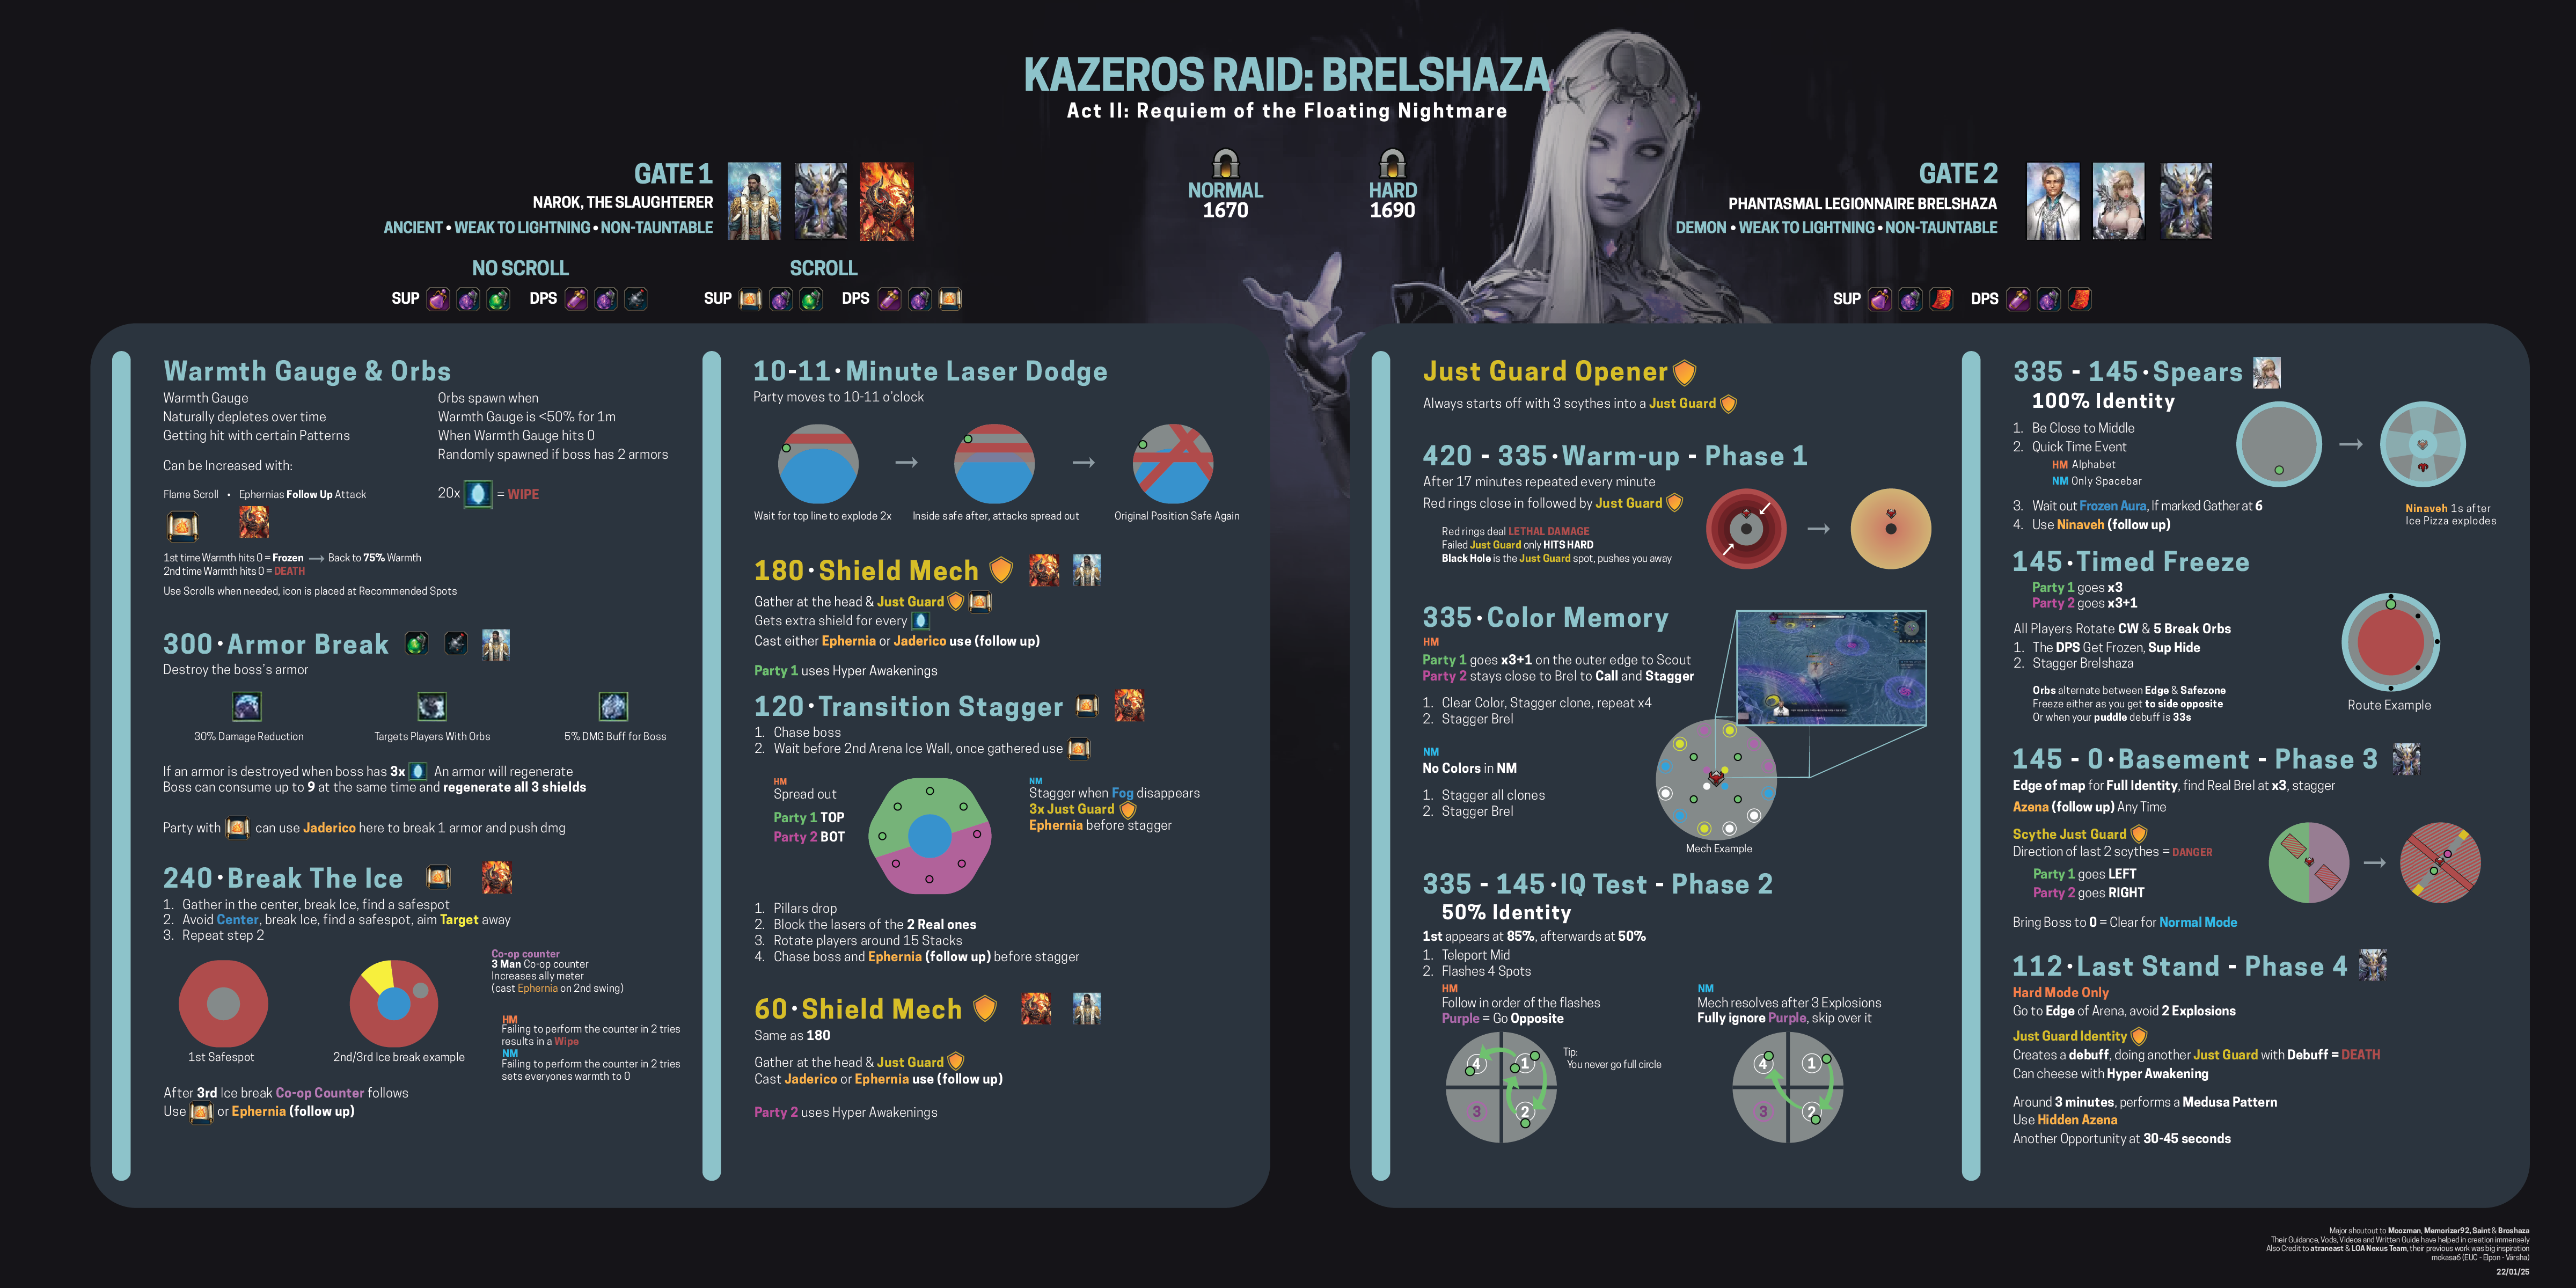 KAZEROS RAID: BRELSHAZA
Act II: Requiem of the Floating Nightmare
NORMAL
1670
HARD
1690
GATE 1
NAROK, THE SLAUGHTERER
ANCIENT • WEAK TO LIGHTNING • NON-TAUNTABLE
NO SCROLL
SUP
DPS
SCROLL
SUP
DPS
GATE 2
PHANTASMAL LEGIONNAIRE BRELSHAZA
DEMON • WEAK TO LIGHTNING • NON-TAUNTABLE
SUP
DPS
Warmth Gauge & Orbs
Warmth Gauge
Naturally depletes over time
Getting hit with certain Patterns
Can be Increased with:
Flame Scroll • Ephernias Follow Up Attack
Orbs spawn when
Warmth Gauge is <50% for 1m
When Warmth Gauge hits 0
Randomly spawned if boss has 2 armors
20x = WIPE
1st time Warmth hits 0 = Frozen → Back to 75% Warmth
2nd time Warmth hits 0 = DEATH
Use Scrolls when needed, icon is placed at Recommended Spots
300 · Armor Break
Destroy the boss's armor
30% Damage Reduction
Targets Players With Orbs
5% DMG Buff for Boss
If an armor is destroyed when boss has 3x An armor will regenerate
Boss can consume up to 9 at the same time and regenerate all 3 shields
Party with can use Jaderico here to break 1 armor and push dmg
240 · Break The Ice
1. Gather in the center, break Ice, find a safespot
2. Avoid Center, break Ice, find a safespot, aim Target away
3. Repeat step 2
Co-op counter
3 Man Co-op counter
Increases ally meter
(cast Ephernia on 2nd swing)
HM
Failing to perform the counter in 2 tries
results in a Wipe
NM
Failing to perform the counter in 2 tries
sets everyones warmth to 0
1st Safespot
2nd/3rd Ice break example
After 3rd Ice break Co-op Counter follows
Use or Ephernia (follow up)
10-11 · Minute Laser Dodge
Party moves to 10-11 o'clock
Wait for top line to explode 2x
Inside safe after, attacks spread out
Original Position Safe Again
180 · Shield Mech
Gather at the head & Just Guard
Gets extra shield for every
Cast either Ephernia or Jaderico use (follow up)
Party 1 uses Hyper Awakenings
120 · Transition Stagger
1. Chase boss
2. Wait before 2nd Arena Ice Wall, once gathered use
HM
Spread out
Party 1 TOP
Party 2 BOT
NM
Stagger when Fog disappears
3x Just Guard
Ephernia before stagger
1. Pillars drop
2. Block the lasers of the 2 Real ones
3. Rotate players around 15 Stacks
4. Chase boss and Ephernia (follow up) before stagger
60 · Shield Mech
Same as 180
Gather at the head & Just Guard
Cast Jaderico or Ephernia use (follow up)
Party 2 uses Hyper Awakenings
Just Guard Opener
Always starts off with 3 scythes into a Just Guard
420 - 335 · Warm-up - Phase 1
After 17 minutes repeated every minute
Red rings close in followed by Just Guard
Red rings deal LETHAL DAMAGE
Failed Just Guard only HITS HARD
Black Hole is the Just Guard spot, pushes you away
335 · Color Memory
HM
Party 1 goes x3+1 on the outer edge to Scout
Party 2 stays close to Brel to Call and Stagger
1. Clear Color, Stagger clone, repeat x4
2. Stagger Brel
NM
No Colors in NM
1. Stagger all clones
2. Stagger Brel
Mech Example
335 - 145 · IQ Test - Phase 2
50% Identity
1st appears at 85%, afterwards at 50%
1. Teleport Mid
2. Flashes 4 Spots
HM
Follow in order of the flashes
Purple = Go Opposite
NM
Mech resolves after 3 Explosions
Fully ignore Purple, skip over it
4 1
3 2
Tip:
You never go full circle
4 1
3 2
335 - 145 · Spears
100% Identity
1. Be Close to Middle
2. Quick Time Event
HM Alphabet
NM Only Spacebar
3. Wait out Frozen Aura, If marked Gather at 6
4. Use Ninaveh (follow up)
Ninaveh 1s after
Ice Pizza explodes
145 · Timed Freeze
Party 1 goes x3
Party 2 goes x3+1
All Players Rotate CW & 5 Break Orbs
1. The DPS Get Frozen, Sup Hide
2. Stagger Brelshaza
Orbs alternate between Edge & Safezone
Freeze either as you get to side opposite
Or when your puddle debuff is 33s
Route Example
145 - 0 · Basement - Phase 3
Edge of map for Full Identity, find Real Brel at x3, stagger
Azena (follow up) Any Time
Scythe Just Guard
Direction of last 2 scythes = DANGER
Party 1 goes LEFT
Party 2 goes RIGHT
Bring Boss to 0 = Clear for Normal Mode
112 · Last Stand - Phase 4
Hard Mode Only
Go to Edge of Arena, avoid 2 Explosions
Just Guard Identity
Creates a debuff, doing another Just Guard with Debuff = DEATH
Can cheese with Hyper Awakening
Around 3 minutes, performs a Medusa Pattern
Use Hidden Azena
Another Opportunity at 30-45 seconds
Major shoutout to Moozman, Memorizer92, Saint & Broshaza
Their Guidance, Vods, Videos and Written Guide have helped in creation immensely
Also Credit to atraneast & LOA Nexus Team, their previous work was big inspiration
mokasa6 (EUC - Elpon - Värsha)
22/01/25